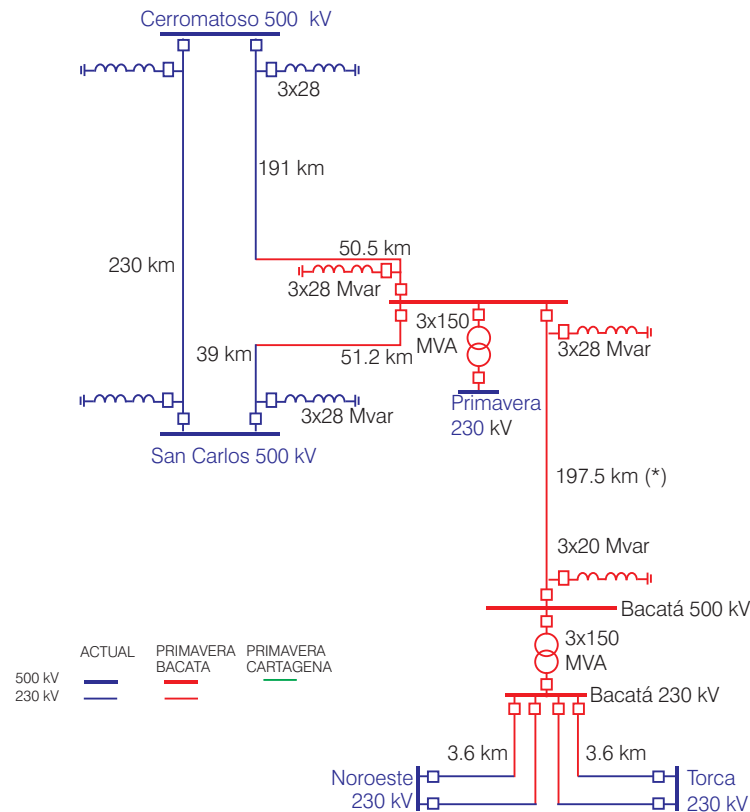 Cerromatoso 500 kV
3x28
191 km
50.5 km
230 km
3x28 Mvar
3x150
MVA
3x28 Mvar
39 km
51.2 km
Primavera
230 kV
3x28 Mvar
San Carlos 500 kV
197.5 km (*)
3x20 Mvar
Bacatá 500 kV
3x150
MVA
ACTUAL
PRIMAVERA
BACATA
PRIMAVERA
CARTAGENA
500 kV
230 kV
Bacatá 230 kV
3.6 km
3.6 km
Noroeste
230 kV
Torca
230 kV